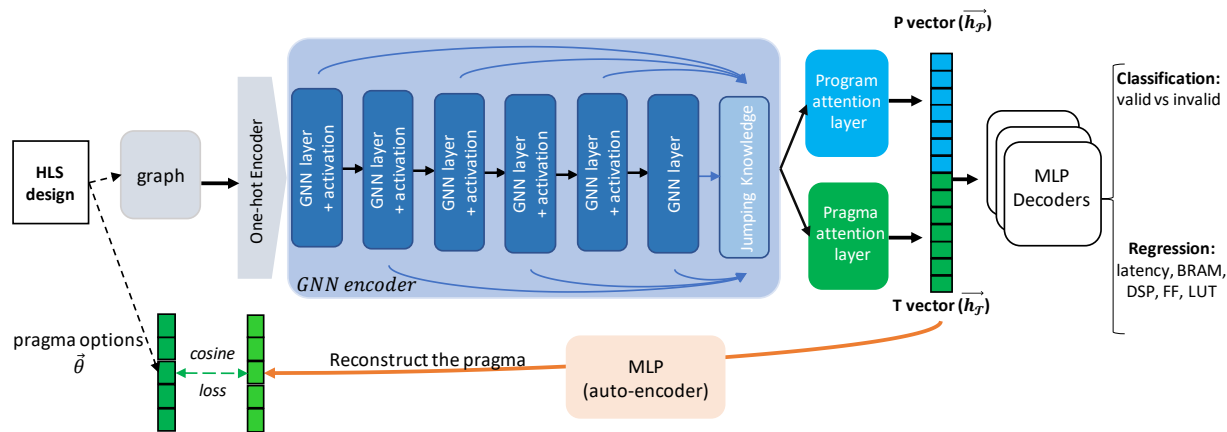 P vector (h_𝒫)
Classification:
valid vs invalid
Program
attention
layer
HLS
design
graph
One-hot Encoder
GNN layer
+ activation
GNN layer
+ activation
GNN layer
+ activation
GNN layer
+ activation
GNN layer
+ activation
GNN layer
Jumping Knowledge
GNN encoder
MLP
Decoders
Pragma
attention
layer
Regression:
latency, BRAM,
DSP, FF, LUT
T vector (h_𝒯)
pragma options
θ
cosine
loss
Reconstruct the pragma
MLP
(auto-encoder)